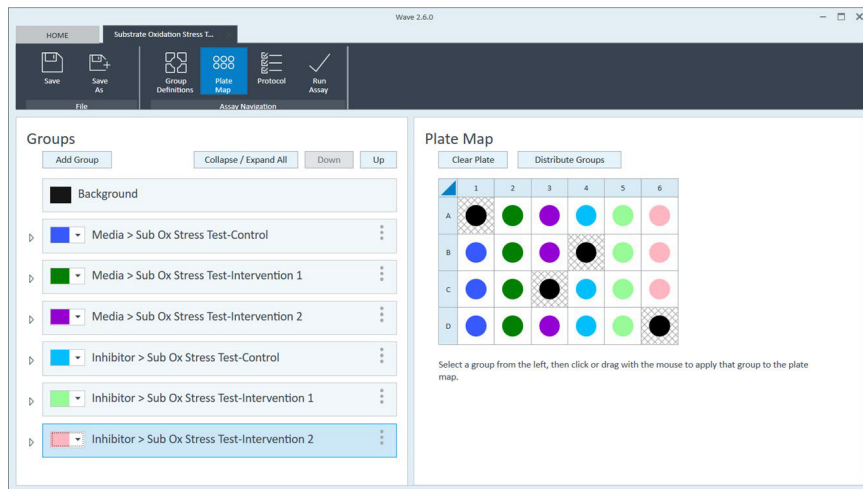 Wave 2.6.0
HOME
Substrate Oxidation Stress T...
Save
Save As
Group Definitions
Plate Map
Protocol
Run Assay
File
Assay Navigation
Groups
Add Group
Collapse / Expand All
Down
Up
Background
Media > Sub Ox Stress Test-Control
Media > Sub Ox Stress Test-Intervention 1
Media > Sub Ox Stress Test-Intervention 2
Inhibitor > Sub Ox Stress Test-Control
Inhibitor > Sub Ox Stress Test-Intervention 1
Inhibitor > Sub Ox Stress Test-Intervention 2
Plate Map
Clear Plate
Distribute Groups
1 2 3 4 5 6
A
B
C
D
Select a group from the left, then click or drag with the mouse to apply that group to the plate
map.